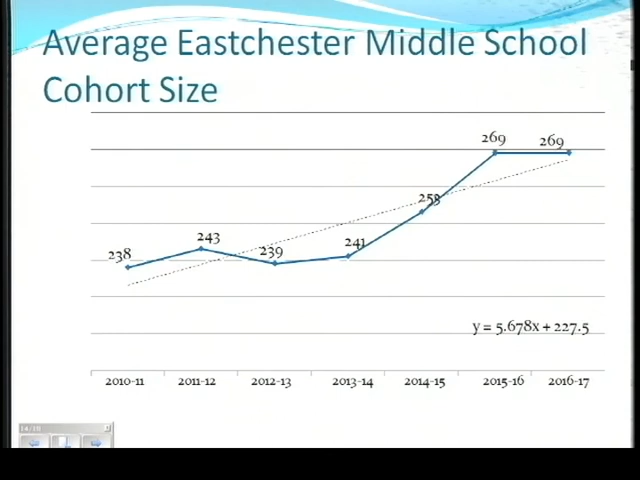 Average Eastchester Middle School
Cohort Size
269 269
253
243
238 239 241
y = 5.678x + 227.5
2010-11 2011-12 2012-13 2013-14 2014-15 2015-16 2016-17